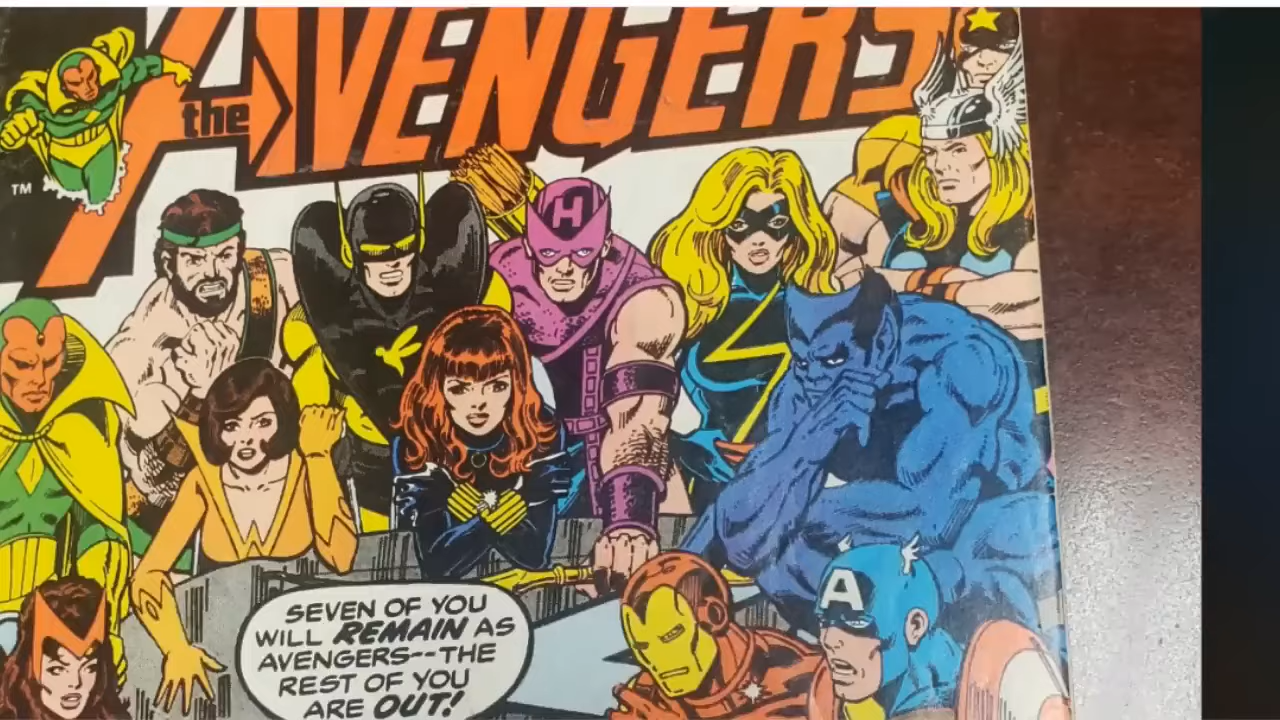 the AVENGERS
TM
H
A
SEVEN OF YOU
WILL REMAIN AS
AVENGERS--THE
REST OF YOU
ARE OUT!